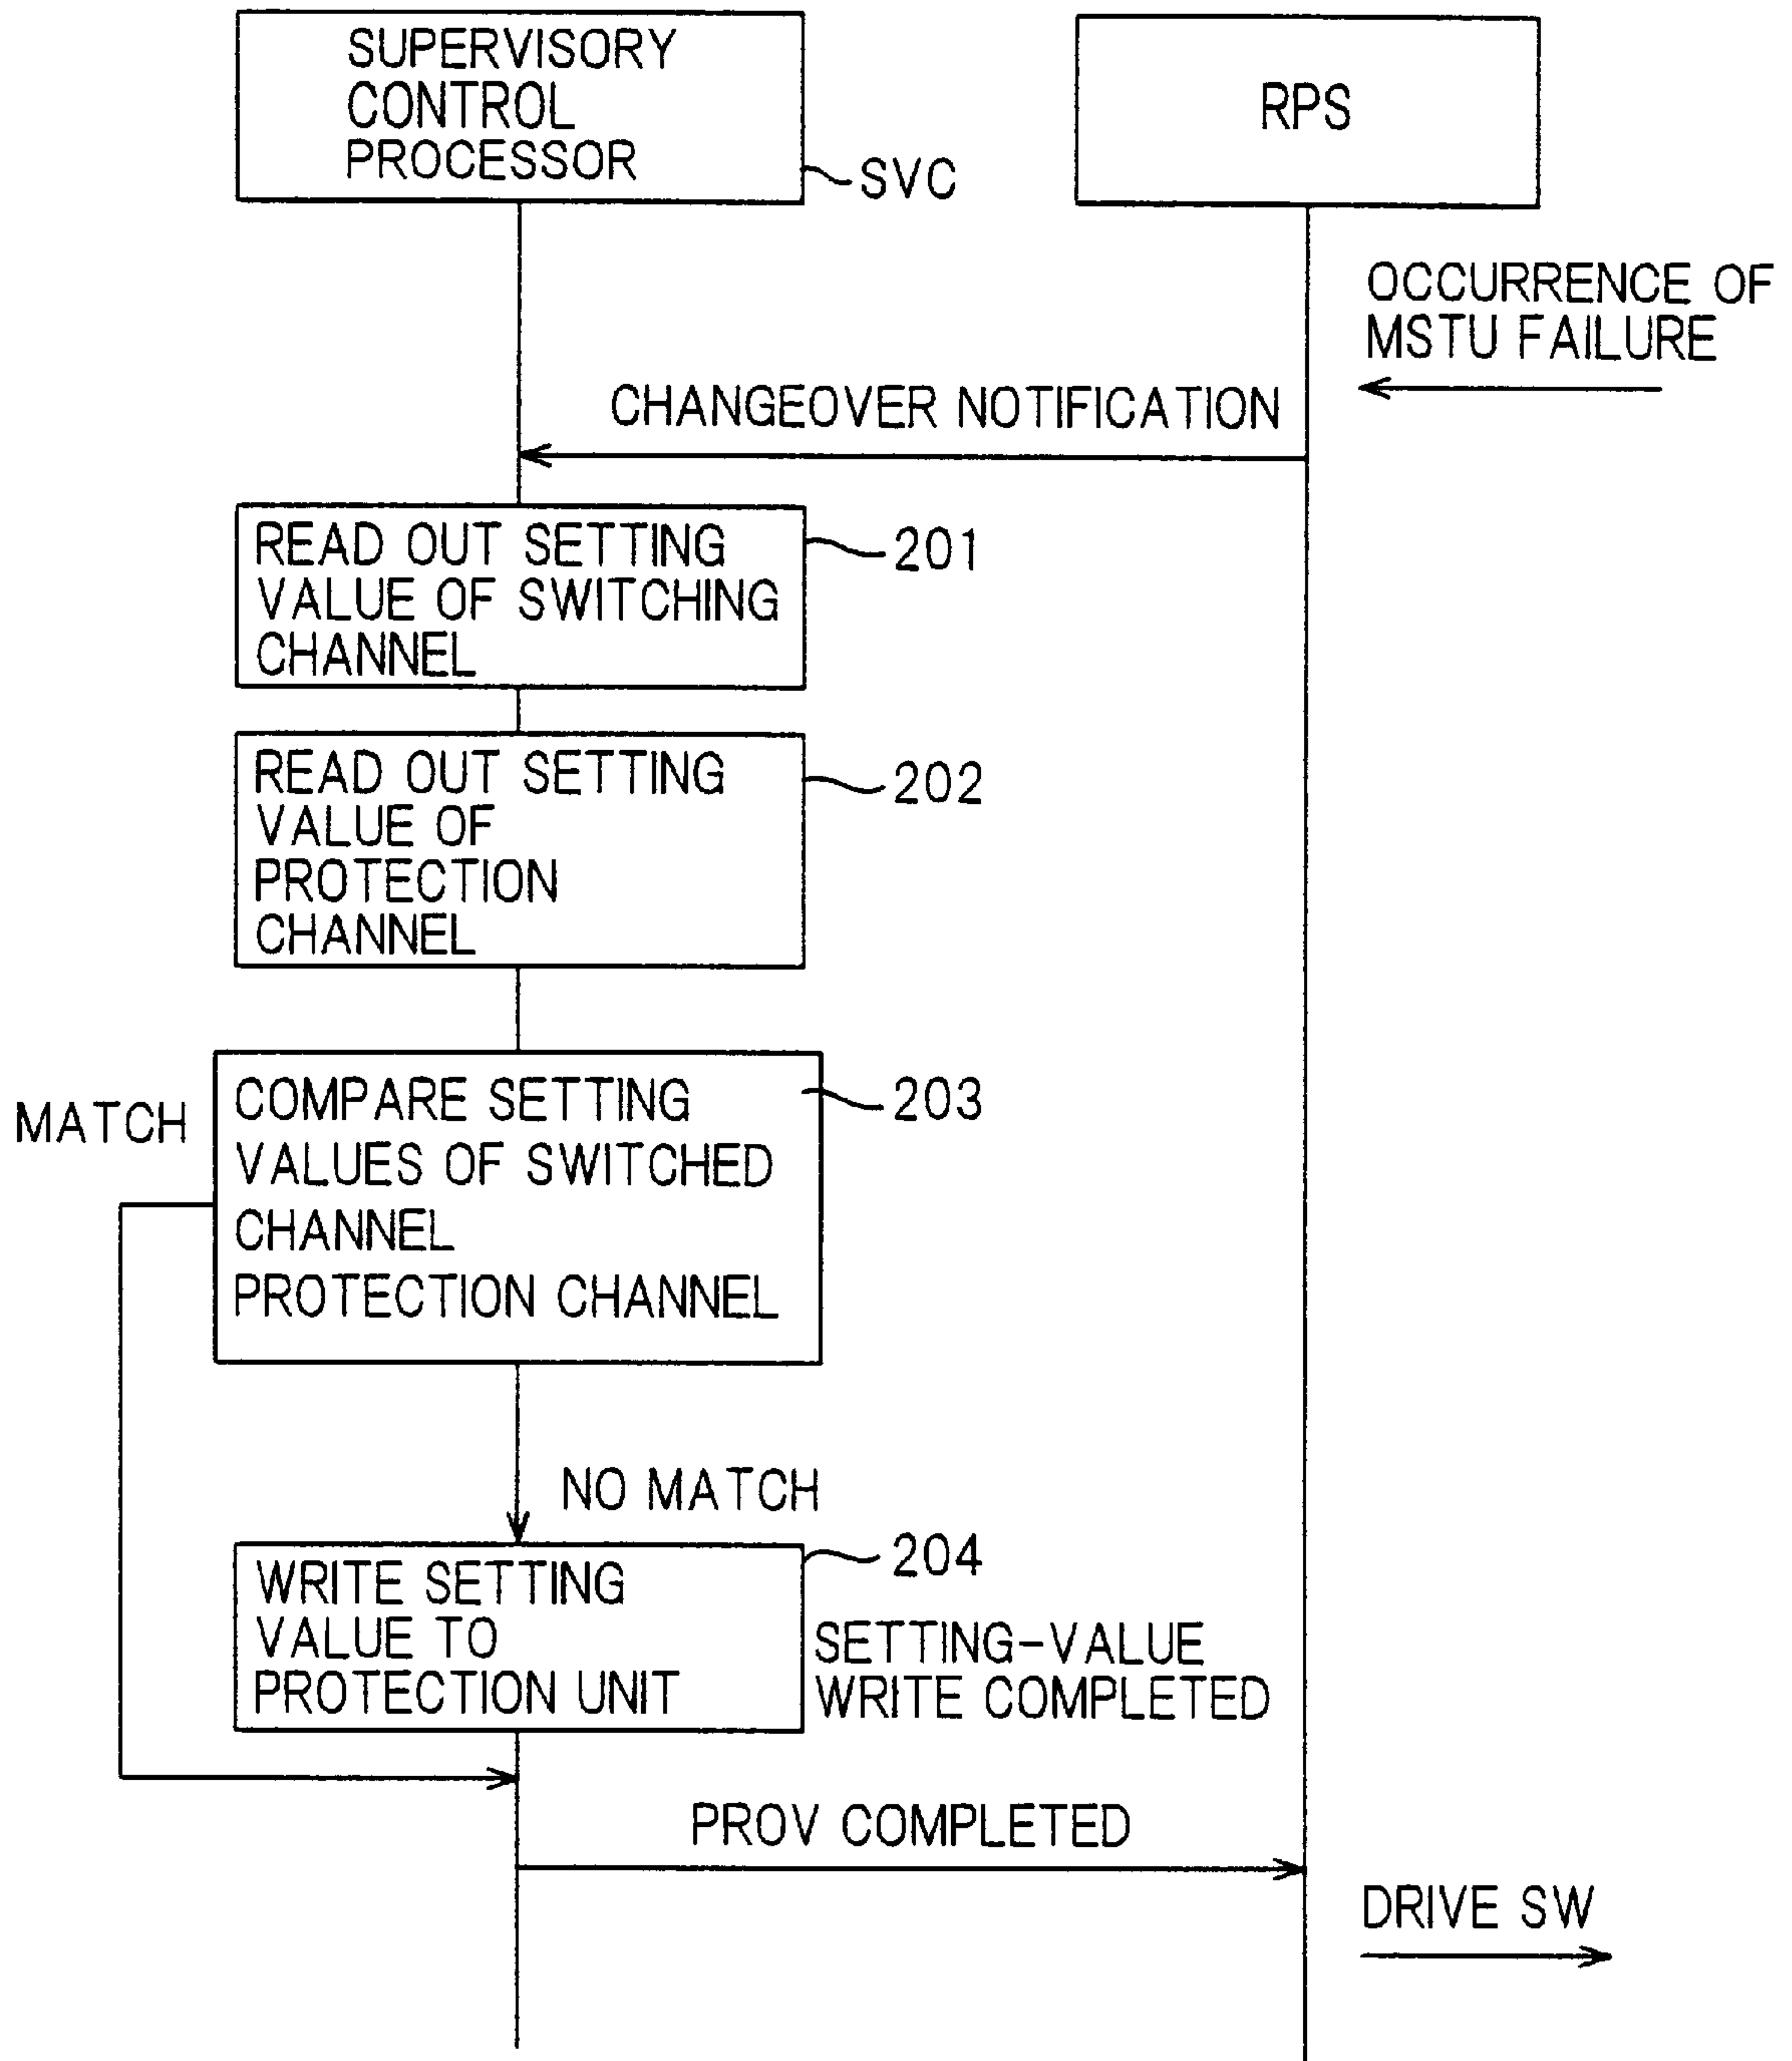 SUPERVISORY
CONTROL
PROCESSOR
SVC
RPS
OCCURRENCE OF
MSTU FAILURE
CHANGEOVER NOTIFICATION
READ OUT SETTING
VALUE OF SWITCHING
CHANNEL
201
READ OUT SETTING
VALUE OF
PROTECTION
CHANNEL
202
MATCH
COMPARE SETTING
VALUES OF SWITCHED
CHANNEL
PROTECTION CHANNEL
203
NO MATCH
WRITE SETTING
VALUE TO
PROTECTION UNIT
204
SETTING-VALUE
WRITE COMPLETED
PROV COMPLETED
DRIVE SW